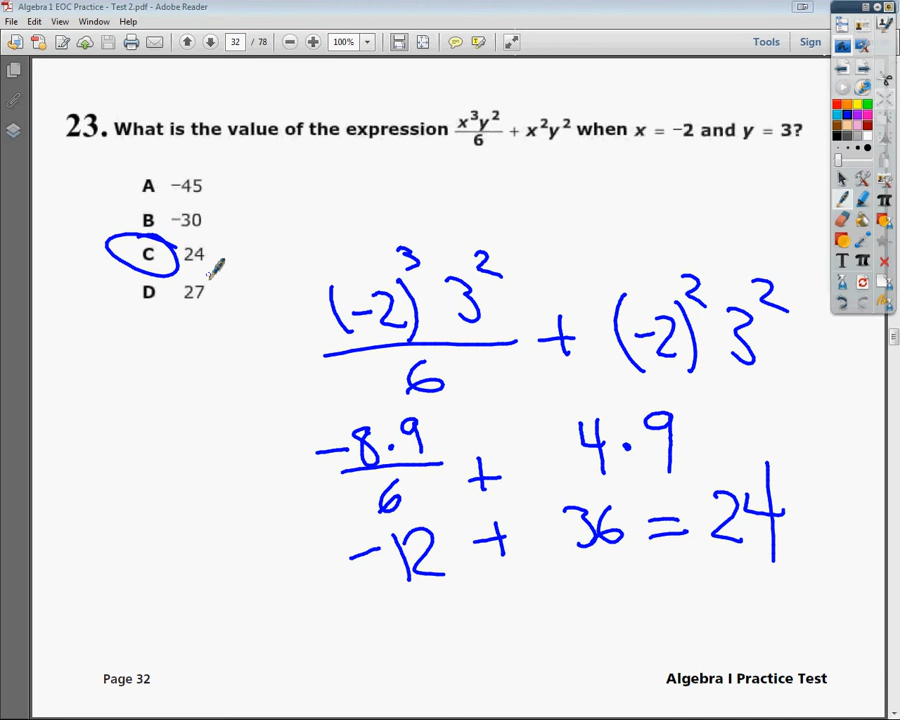 Algebra 1 EOC Practice - Test 2.pdf - Adobe Reader
File Edit View Window Help
32 / 78 100% Tools Sign
23. What is the value of the expression x³y²/6 + x²y² when x = −2 and y = 3?
A −45
B −30
C 24
D 27
(-2)³ 3²/6 + (-2)² 3²
-8·9/6 + 4·9
-12 + 36 = 24
Page 32 Algebra I Practice Test